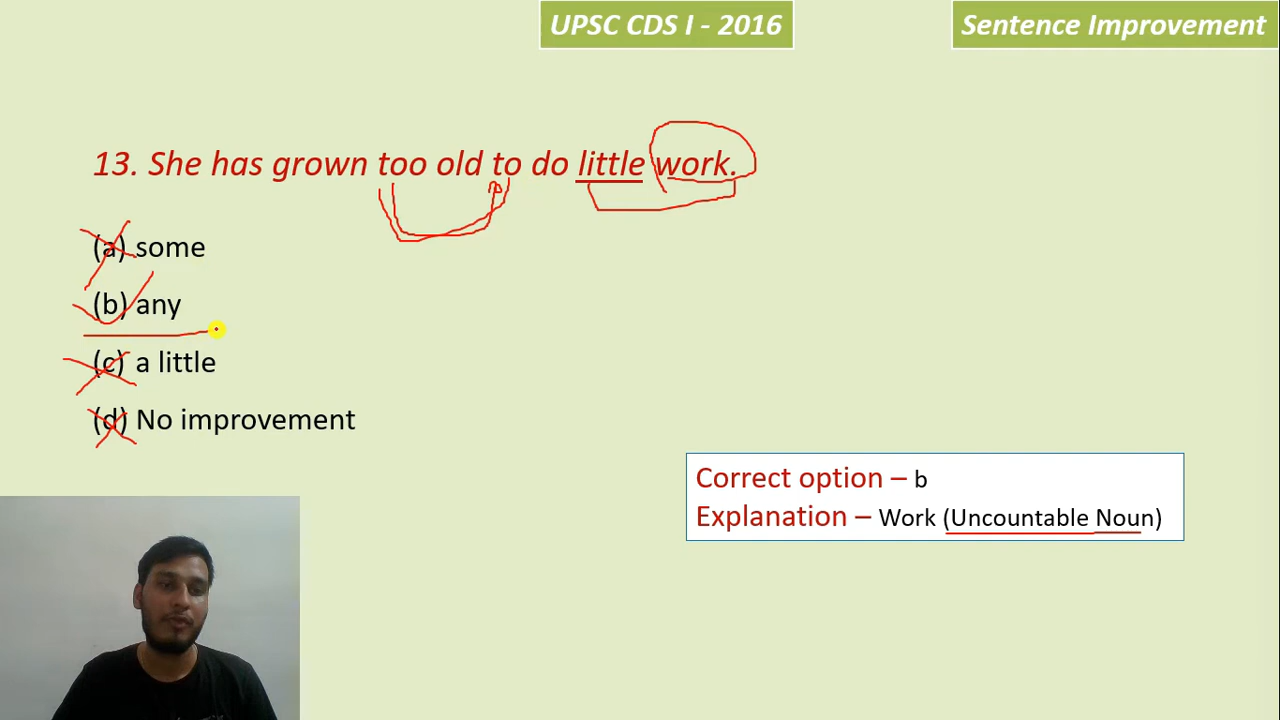 UPSC CDS I - 2016
Sentence Improvement
13. She has grown too old to do little work.
(a) some
(b) any
(c) a little
(d) No improvement
Correct option – b
Explanation – Work (Uncountable Noun)